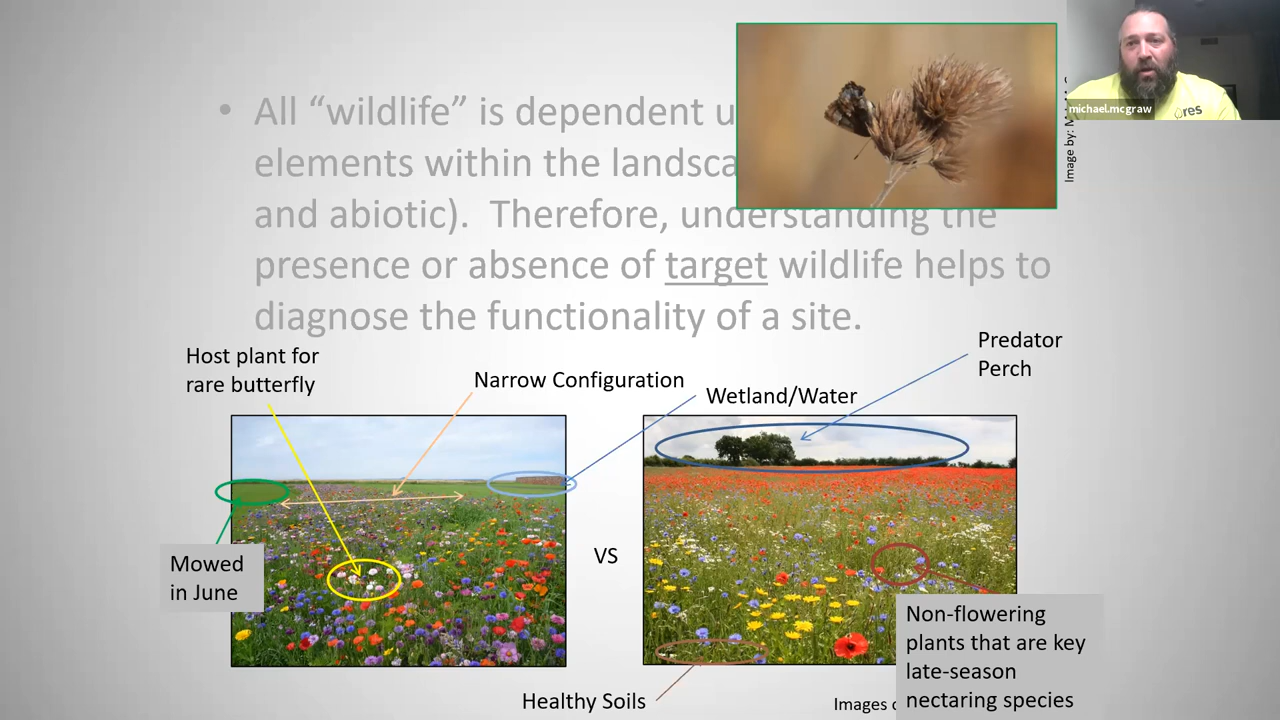 michael.mcgraw
res
• All “wildlife” is dependent
elements within the
and abiotic). Therefore, understanding the
presence or absence of target wildlife helps to
diagnose the functionality of a site.
Image by:
Host plant for
rare butterfly
Narrow Configuration
Wetland/Water
Predator
Perch
Mowed
in June
VS
Non-flowering
plants that are key
late-season
nectaring species
Healthy Soils
Images